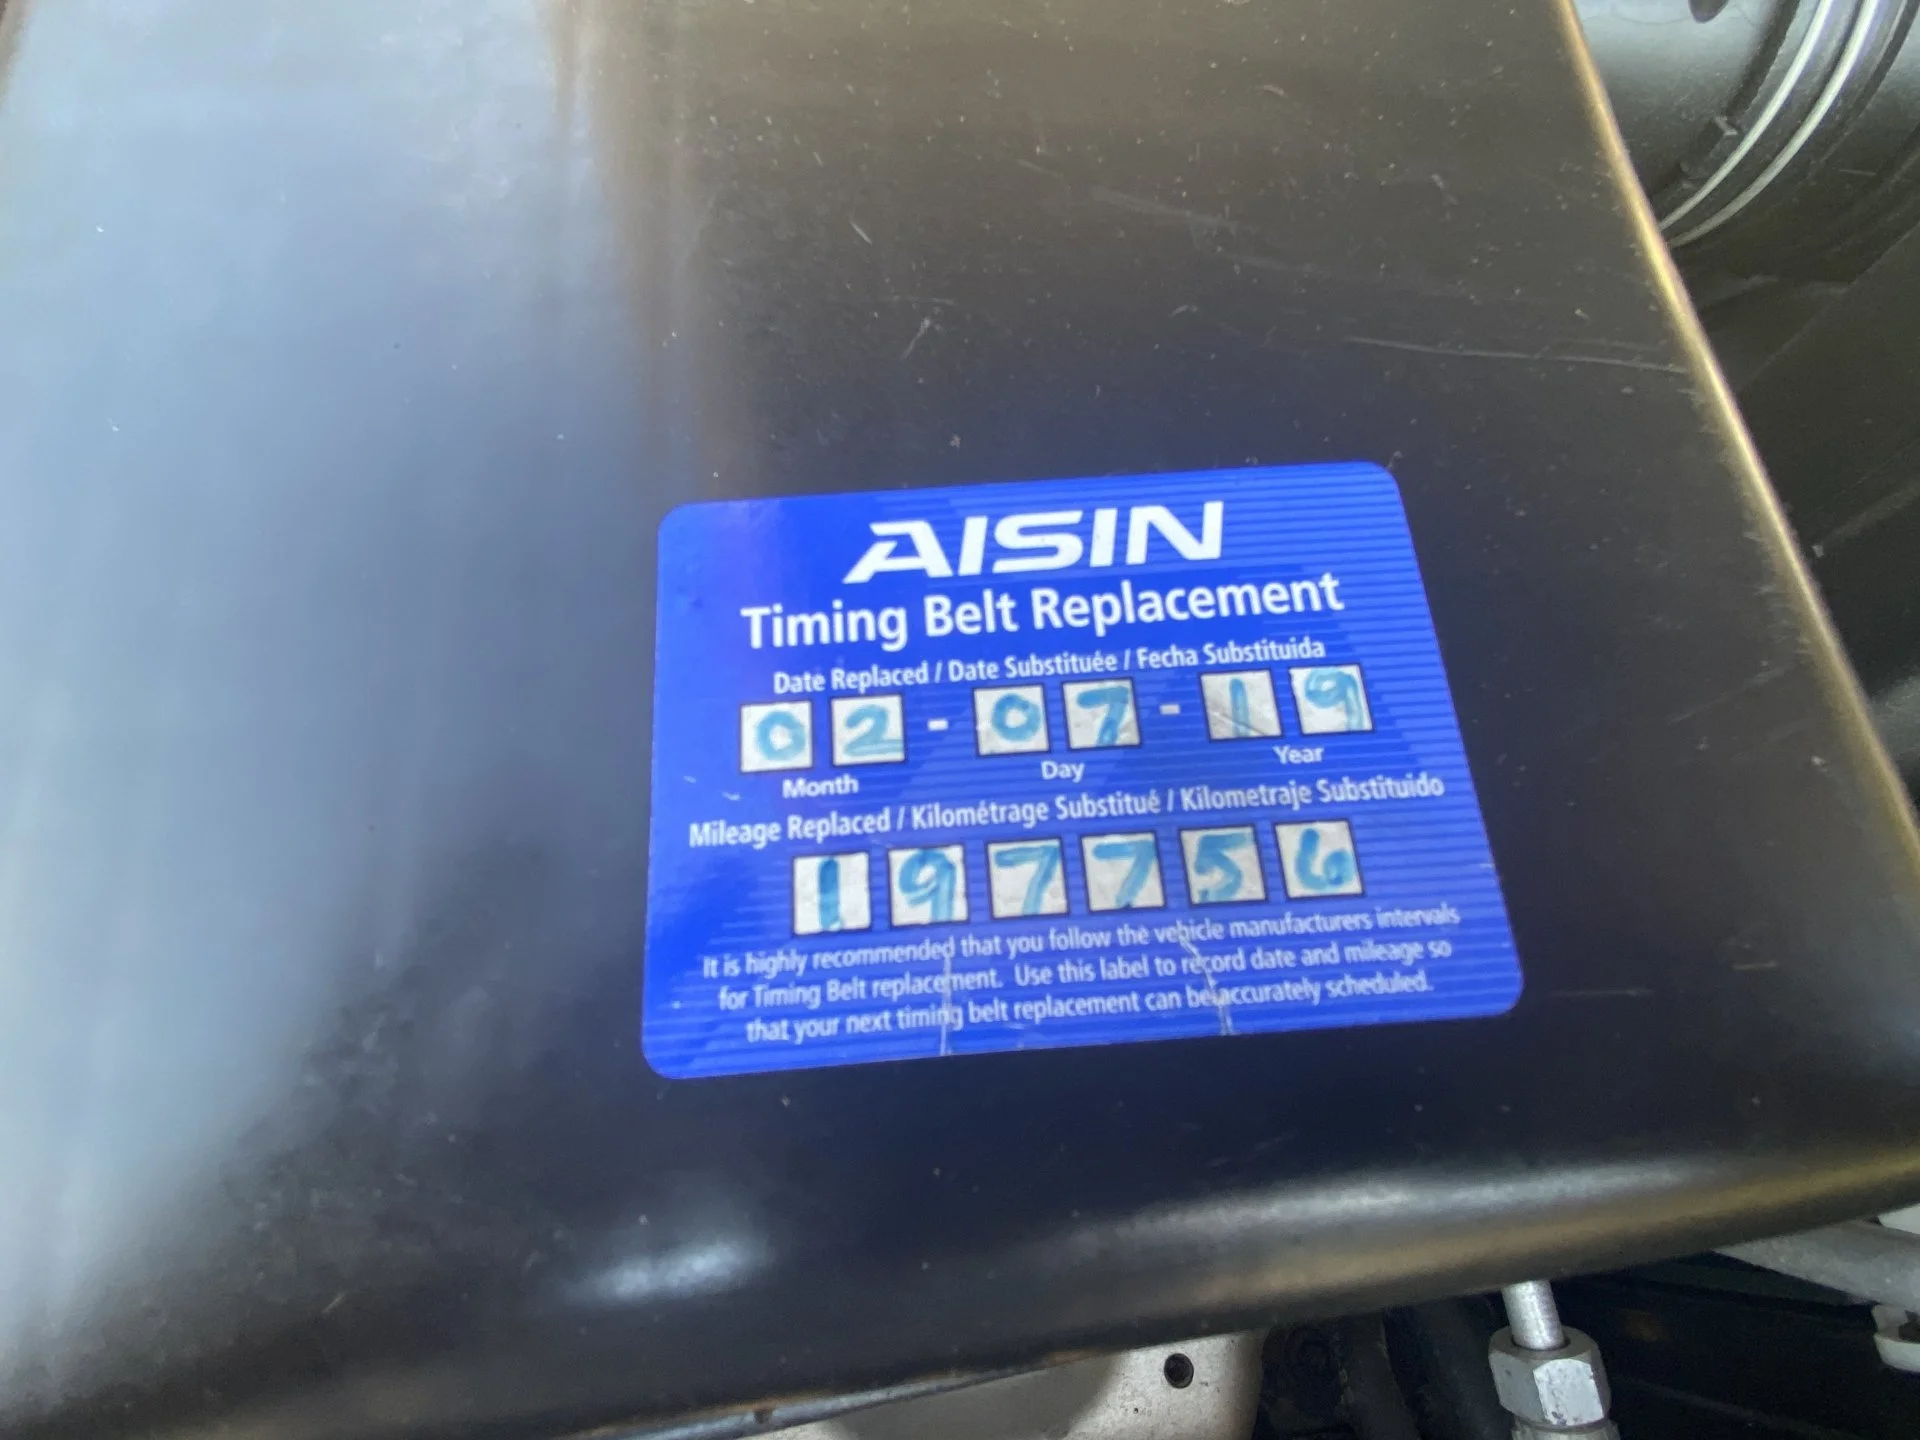 AISIN
Timing Belt Replacement
Date Replaced / Date Substituée / Fecha Substituida
02-07-19
Month Day Year
Mileage Replaced / Kilométrage Substitué / Kilometraje Substituido
197756
It is highly recommended that you follow the vehicle manufacturers intervals
for Timing Belt replacement. Use this label to record date and mileage so
that your next timing belt replacement can be accurately scheduled.